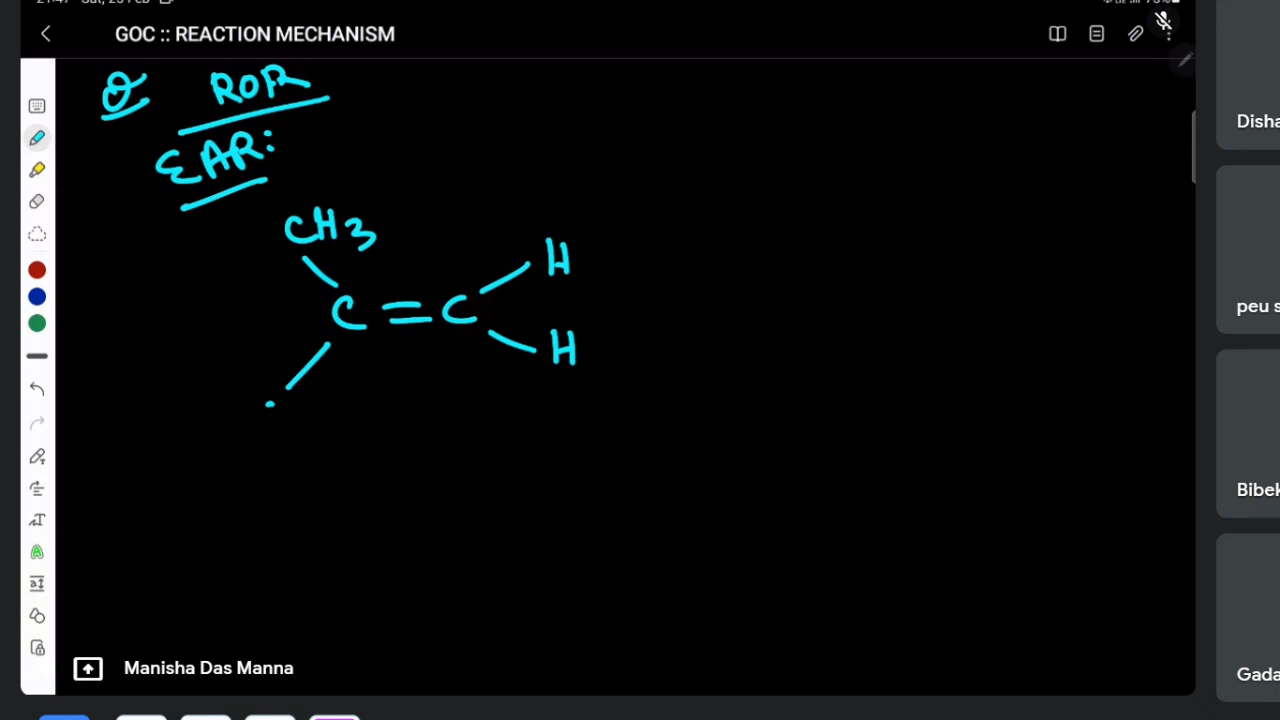 GOC :: REACTION MECHANISM
Q ROR
EAR:
CH3
H
C = C
H
Disha
peu s
Bibek
Gada
Manisha Das Manna